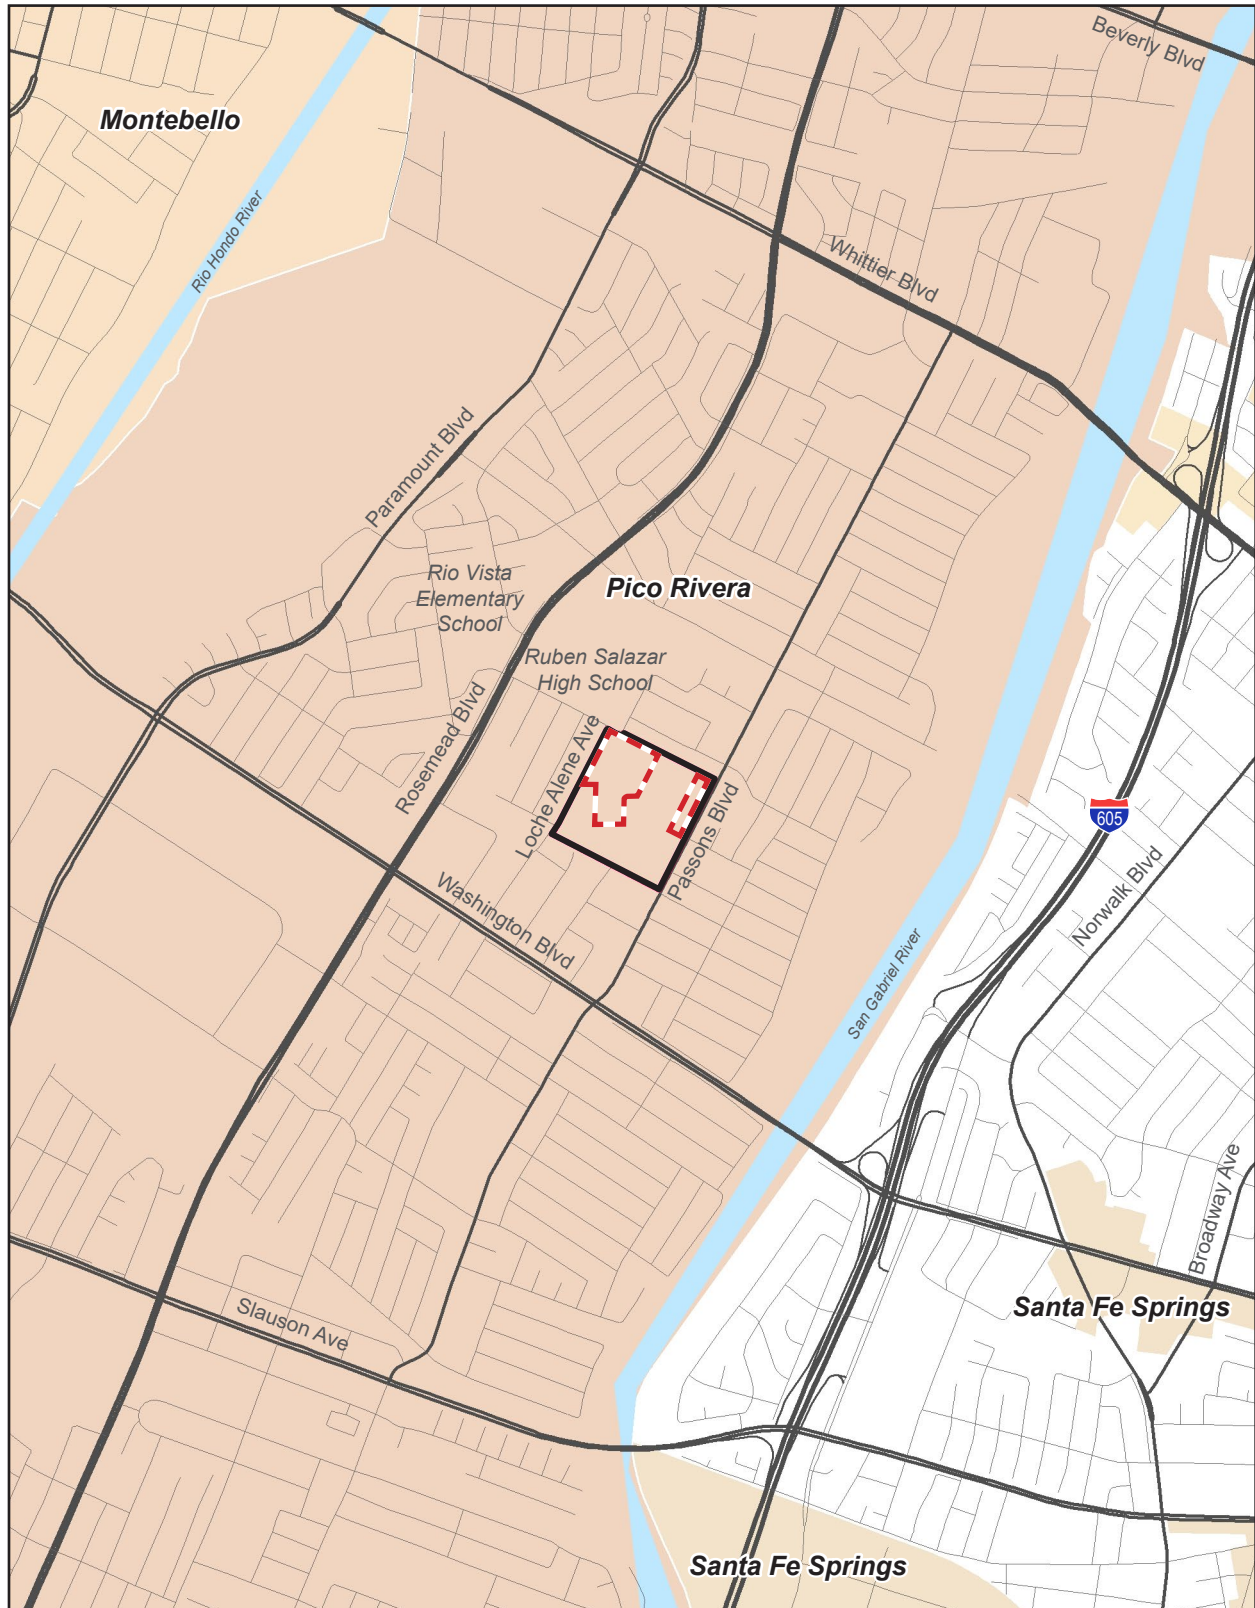 Beverly Blvd
Montebello
Rio Hondo River
Whittier Blvd
Paramount Blvd
Rio Vista
Elementary
School
Pico Rivera
Ruben Salazar
High School
Rosemead Blvd
Loche Alene Ave
Passons Blvd
605
Norwalk Blvd
Washington Blvd
San Gabriel River
Broadway Ave
Santa Fe Springs
Slauson Ave
Santa Fe Springs